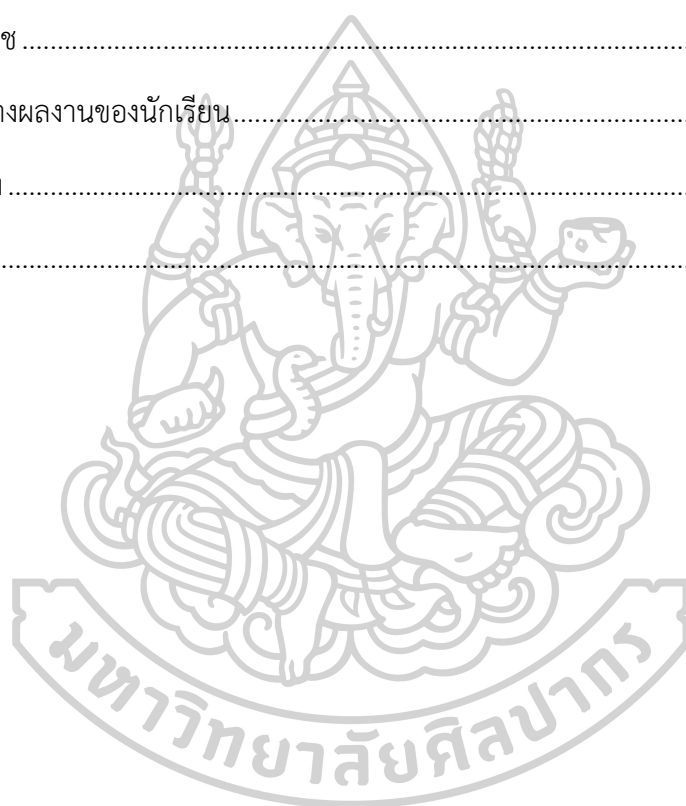 ช ....................................................................................................
างผลงานของนักเรียน....................................................................
....................................................................................................
....................................................................................................
มหาวิทยาลัยศิลปากร